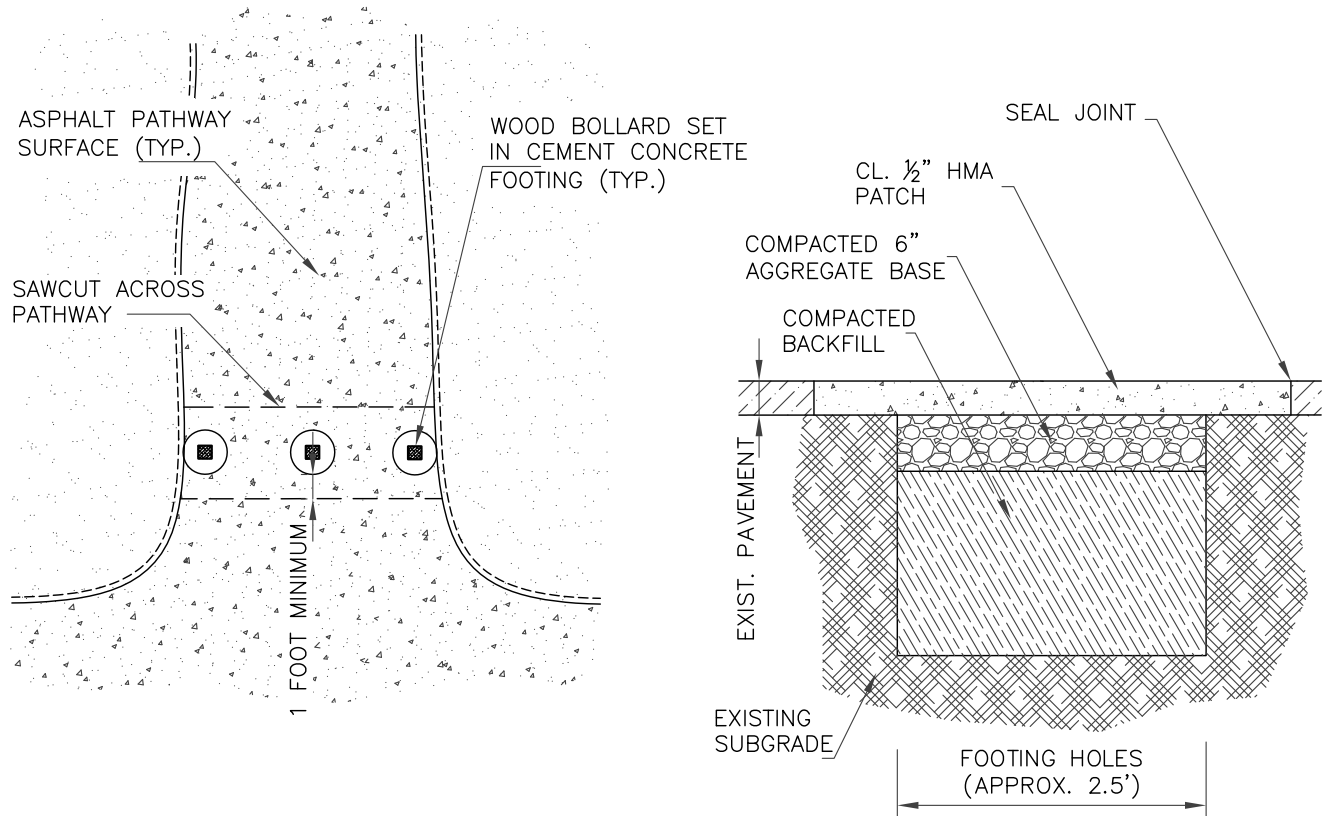 ASPHALT PATHWAY
SURFACE (TYP.)
WOOD BOLLARD SET
IN CEMENT CONCRETE
FOOTING (TYP.)
SAWCUT ACROSS
PATHWAY
1 FOOT MINIMUM
SEAL JOINT
CL. ½" HMA
PATCH
COMPACTED 6"
AGGREGATE BASE
COMPACTED
BACKFILL
EXIST. PAVEMENT
EXISTING
SUBGRADE
FOOTING HOLES
(APPROX. 2.5')